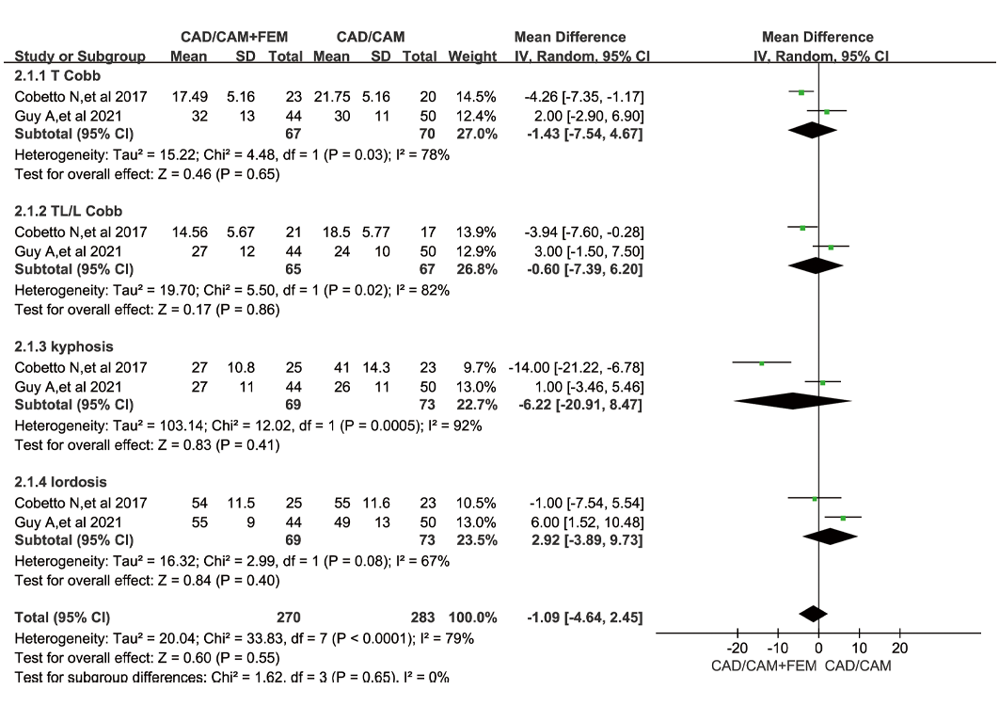 CAD/CAM+FEM CAD/CAM Mean Difference Mean Difference
Study or Subgroup Mean SD Total Mean SD Total Weight IV, Random, 95% CI IV, Random, 95% CI
2.1.1 T Cobb
Cobetto N,et al 2017 17.49 5.16 23 21.75 5.16 20 14.5% -4.26 [-7.35, -1.17]
Guy A,et al 2021 32 13 44 30 11 50 12.4% 2.00 [-2.90, 6.90]
Subtotal (95% CI) 67 70 27.0% -1.43 [-7.54, 4.67]
Heterogeneity: Tau² = 15.22; Chi² = 4.48, df = 1 (P = 0.03); I² = 78%
Test for overall effect: Z = 0.46 (P = 0.65)
2.1.2 TL/L Cobb
Cobetto N,et al 2017 14.56 5.67 21 18.5 5.77 17 13.9% -3.94 [-7.60, -0.28]
Guy A,et al 2021 27 12 44 24 10 50 12.9% 3.00 [-1.50, 7.50]
Subtotal (95% CI) 65 67 26.8% -0.60 [-7.39, 6.20]
Heterogeneity: Tau² = 19.70; Chi² = 5.50, df = 1 (P = 0.02); I² = 82%
Test for overall effect: Z = 0.17 (P = 0.86)
2.1.3 kyphosis
Cobetto N,et al 2017 27 10.8 25 41 14.3 23 9.7% -14.00 [-21.22, -6.78]
Guy A,et al 2021 27 11 44 26 11 50 13.0% 1.00 [-3.46, 5.46]
Subtotal (95% CI) 69 73 22.7% -6.22 [-20.91, 8.47]
Heterogeneity: Tau² = 103.14; Chi² = 12.02, df = 1 (P = 0.0005); I² = 92%
Test for overall effect: Z = 0.83 (P = 0.41)
2.1.4 lordosis
Cobetto N,et al 2017 54 11.5 25 55 11.6 23 10.5% -1.00 [-7.54, 5.54]
Guy A,et al 2021 55 9 44 49 13 50 13.0% 6.00 [1.52, 10.48]
Subtotal (95% CI) 69 73 23.5% 2.92 [-3.89, 9.73]
Heterogeneity: Tau² = 16.32; Chi² = 2.99, df = 1 (P = 0.08); I² = 67%
Test for overall effect: Z = 0.84 (P = 0.40)
Total (95% CI) 270 283 100.0% -1.09 [-4.64, 2.45]
Heterogeneity: Tau² = 20.04; Chi² = 33.83, df = 7 (P < 0.0001); I² = 79%
Test for overall effect: Z = 0.60 (P = 0.55)
Test for subgroup differences: Chi² = 1.62, df = 3 (P = 0.65), I² = 0%
-20 -10 0 10 20
CAD/CAM+FEM CAD/CAM